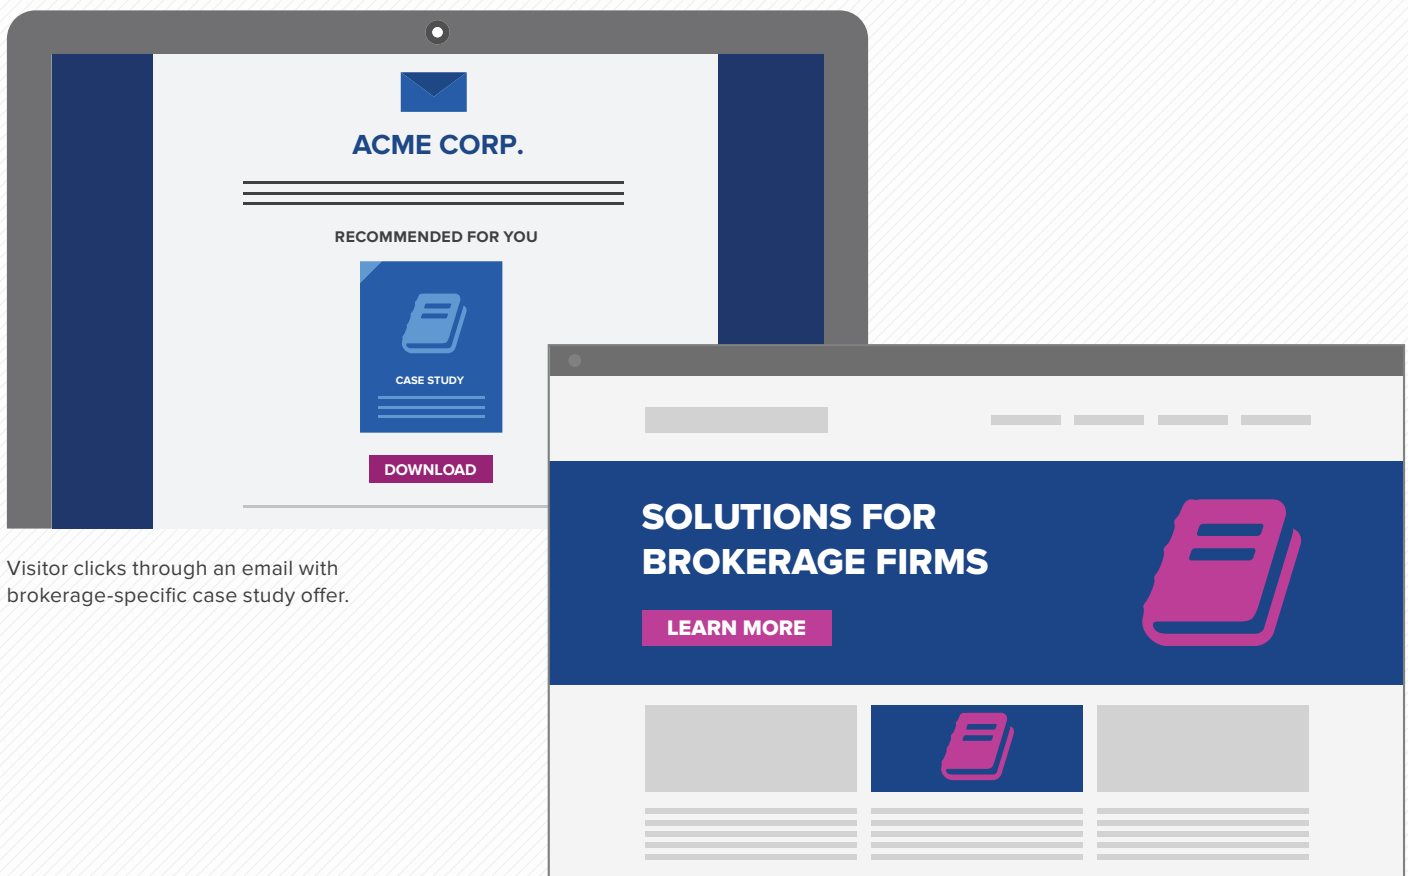 ACME CORP.
RECOMMENDED FOR YOU
CASE STUDY
DOWNLOAD
Visitor clicks through an email with
brokerage-specific case study offer.
SOLUTIONS FOR
BROKERAGE FIRMS
LEARN MORE